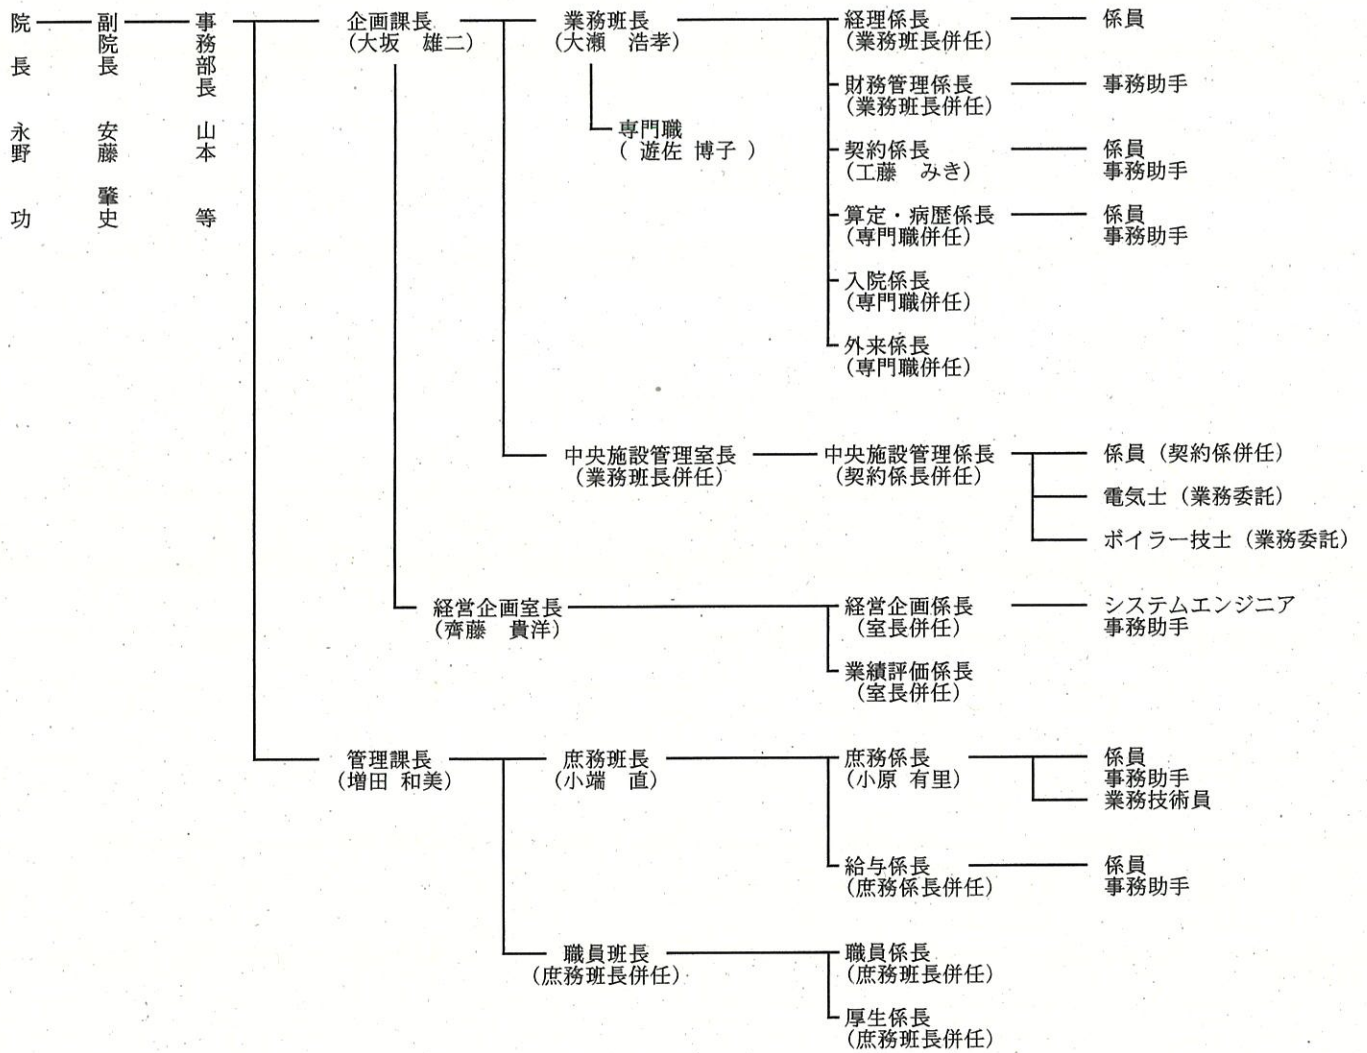 院長 永野 功
副院長 安藤 肇史
事務部長 山本 等
企画課長
(大坂 雄二)
業務班長
(大瀬 浩孝)
専門職
( 遊佐 博子 )
経理係長
(業務班長併任)
係員
財務管理係長
(業務班長併任)
事務助手
契約係長
(工藤 みき)
係員
事務助手
算定・病歴係長
(専門職併任)
係員
事務助手
入院係長
(専門職併任)
外来係長
(専門職併任)
中央施設管理室長
(業務班長併任)
中央施設管理係長
(契約係長併任)
係員(契約係併任)
電気士(業務委託)
ボイラー技士(業務委託)
経営企画室長
(齊藤 貴洋)
経営企画係長
(室長併任)
システムエンジニア
事務助手
業績評価係長
(室長併任)
管理課長
(増田 和美)
庶務班長
(小端 直)
庶務係長
(小原 有里)
係員
事務助手
業務技術員
給与係長
(庶務係長併任)
係員
事務助手
職員班長
(庶務班長併任)
職員係長
(庶務班長併任)
厚生係長
(庶務班長併任)